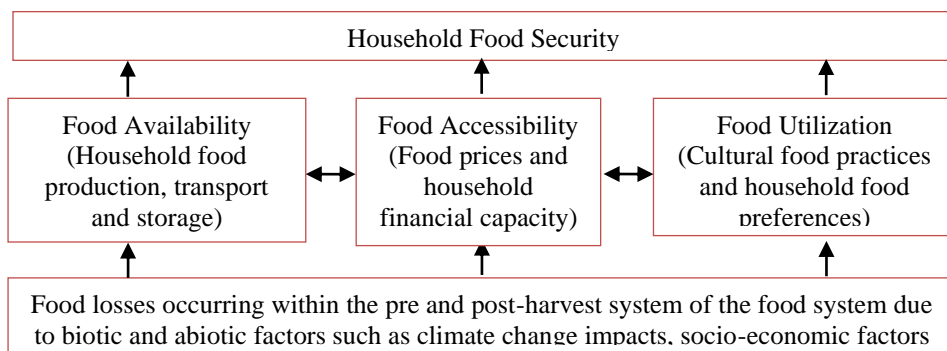 Household Food Security
Food Availability
(Household food
production, transport
and storage)
Food Accessibility
(Food prices and
household
financial capacity)
Food Utilization
(Cultural food practices
and household food
preferences)
Food losses occurring within the pre and post-harvest system of the food system due
to biotic and abiotic factors such as climate change impacts, socio-economic factors